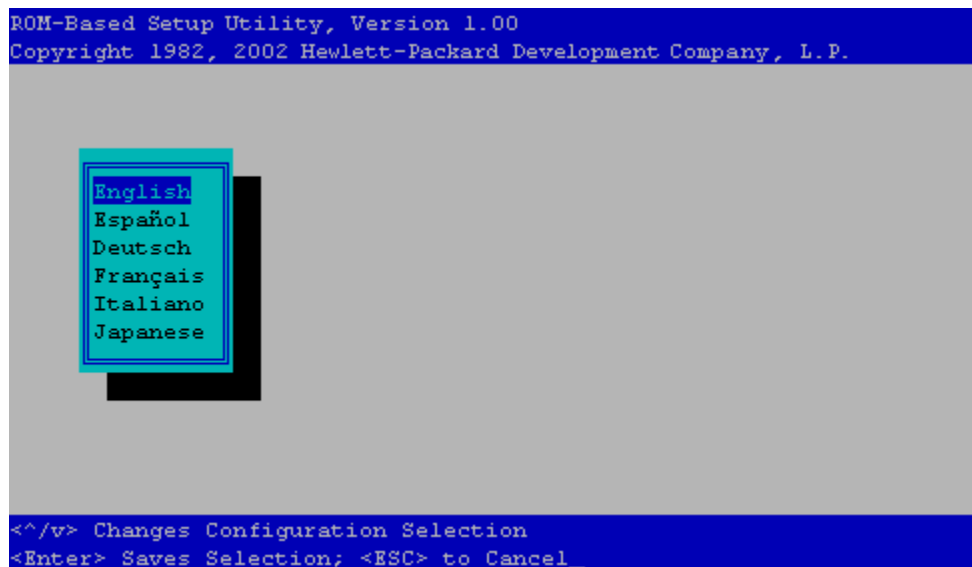 ROM-Based Setup Utility, Version 1.00
Copyright 1982, 2002 Hewlett-Packard Development Company, L.P.
English
Español
Deutsch
Français
Italiano
Japanese
<^/v> Changes Configuration Selection
<Enter> Saves Selection; <ESC> to Cancel